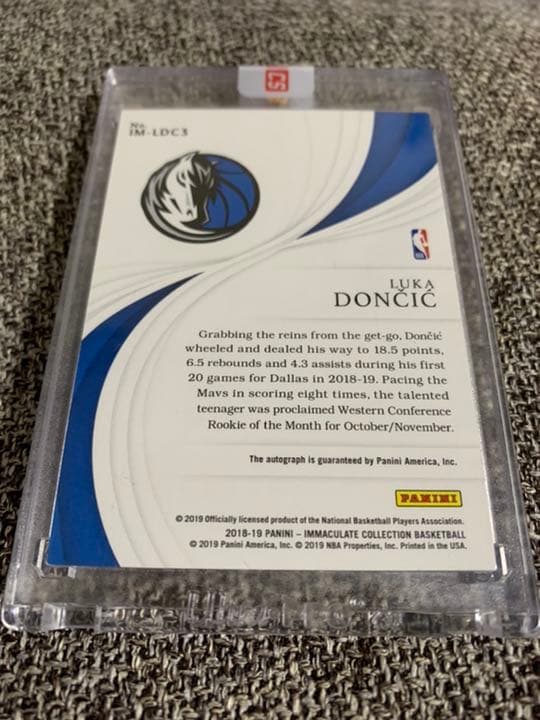 No.
IM-LDC3
LUKA
DONČIĆ
Grabbing the reins from the get-go, Dončić
wheeled and dealed his way to 18.5 points,
6.5 rebounds and 4.3 assists during his first
20 games for Dallas in 2018-19. Pacing the
Mavs in scoring eight times, the talented
teenager was proclaimed Western Conference
Rookie of the Month for October/November.
The autograph is guaranteed by Panini America, Inc.
PANINI
© 2019 Officially licensed product of the National Basketball Players Association.
2018-19 PANINI – IMMACULATE COLLECTION BASKETBALL
© 2019 Panini America, Inc. © 2019 NBA Properties, Inc. Printed in the USA.